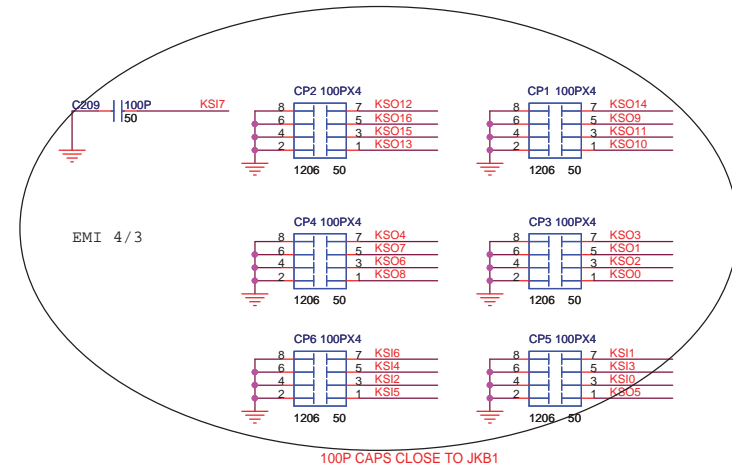 CP2 100PX4
CP1 100PX4
C209 100P KSI7
50
8 7 KSO12
6 5 KSO16
4 3 KSO15
2 1 KSO13
1206 50
8 7 KSO14
6 5 KSO9
4 3 KSO11
2 1 KSO10
1206 50
EMI 4/3
CP4 100PX4
8 7 KSO4
6 5 KSO7
4 3 KSO6
2 1 KSO8
1206 50
CP3 100PX4
8 7 KSO3
6 5 KSO1
4 3 KSO2
2 1 KSO0
1206 50
CP6 100PX4
8 7 KSI6
6 5 KSI4
4 3 KSI2
2 1 KSI5
1206 50
CP5 100PX4
8 7 KSI1
6 5 KSI3
4 3 KSI0
2 1 KSO5
1206 50
100P CAPS CLOSE TO JKB1